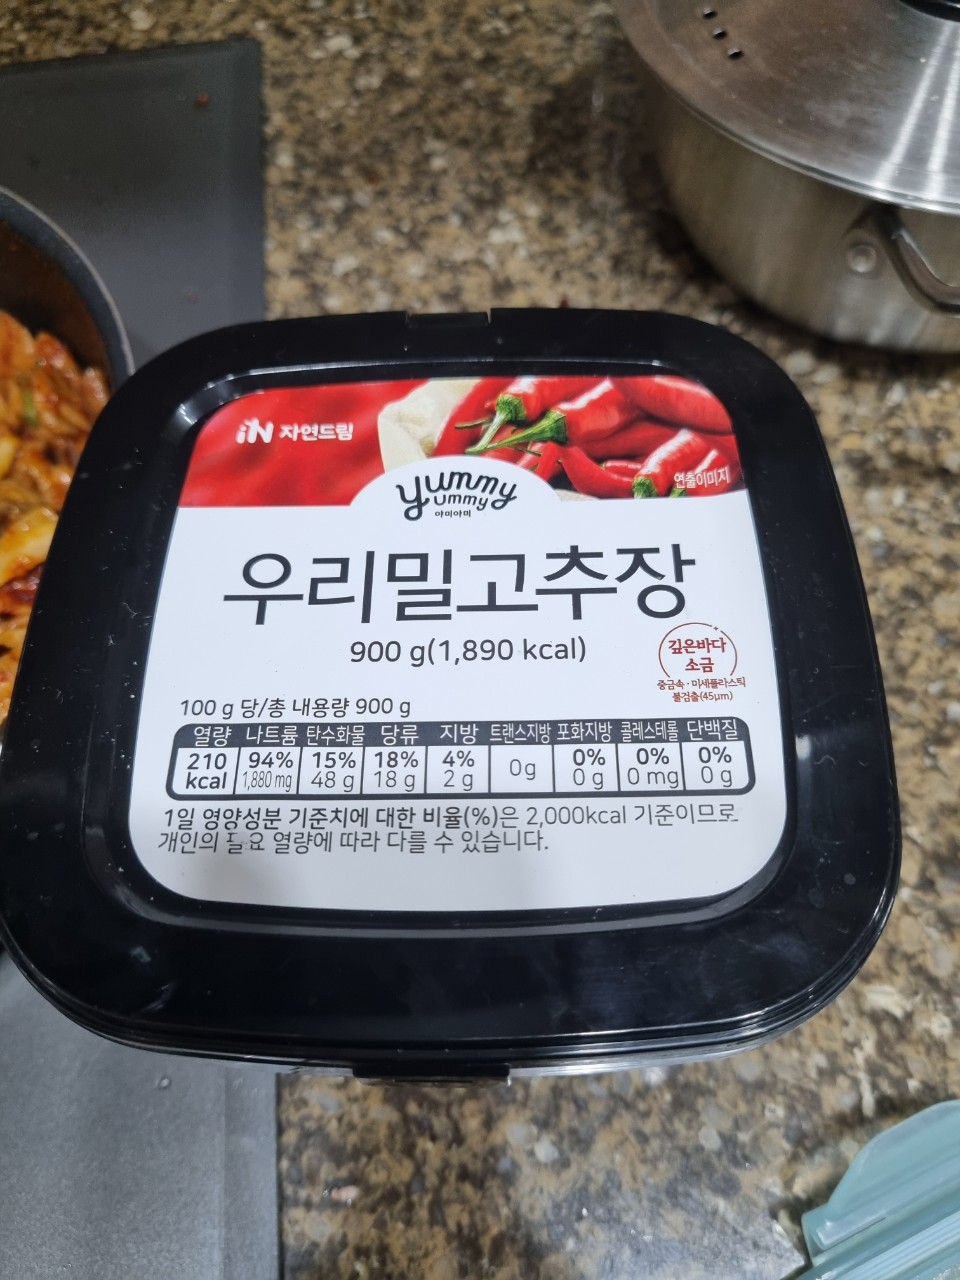 iN 자연드림
연출이미지
yummy
ummy
야미야미
우리밀고추장
900 g(1,890 kcal)
깊은바다
소금
중금속·미세플라스틱
불검출(45μm)
100 g 당/총 내용량 900 g
열량 나트륨 탄수화물 당류 지방 트랜스지방 포화지방 콜레스테롤 단백질
210 94% 15% 18% 4% 0g 0% 0% 0%
kcal 1,880 mg 48 g 18 g 2 g 0 g 0 mg 0 g
1일 영양성분 기준치에 대한 비율(%)은 2,000kcal 기준이므로
개인의 필요 열량에 따라 다를 수 있습니다.